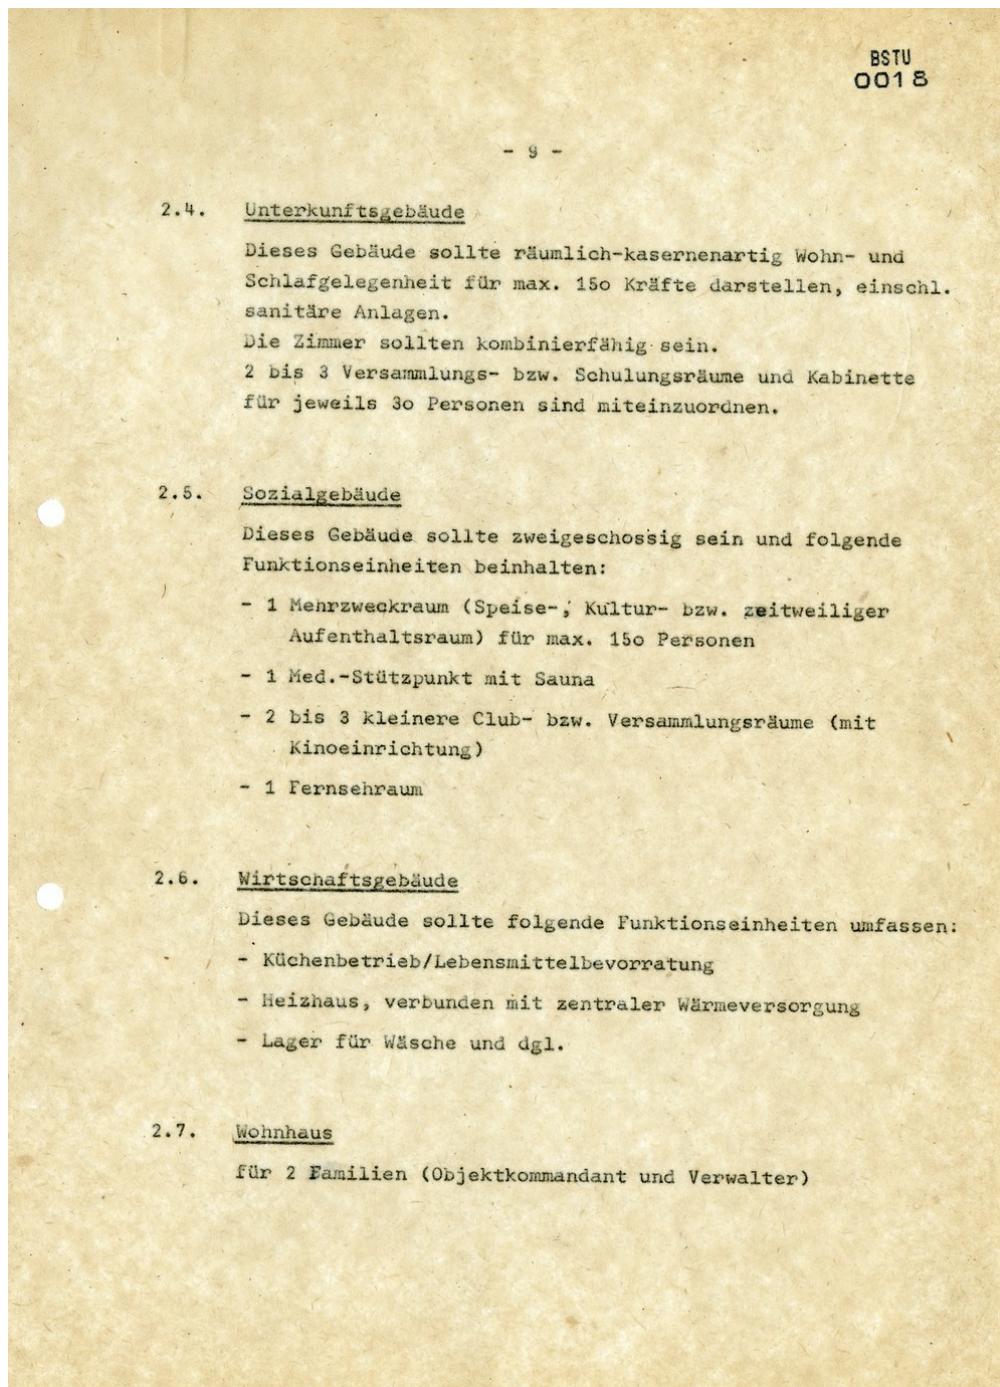 BSTU
0018
- 9 -
2.4. Unterkunftsgebäude
Dieses Gebäude sollte räumlich-kasernenartig Wohn- und
Schlafgelegenheit für max. 15o Kräfte darstellen, einschl.
sanitäre Anlagen.
Die Zimmer sollten kombinierfähig sein.
2 bis 3 Versammlungs- bzw. Schulungsräume und Kabinette
für jeweils 3o Personen sind miteinzuordnen.
2.5. Sozialgebäude
Dieses Gebäude sollte zweigeschossig sein und folgende
Funktionseinheiten beinhalten:
- 1 Mehrzweckraum (Speise-, Kultur- bzw. zeitweiliger
Aufenthaltsraum) für max. 15o Personen
- 1 Med.-Stützpunkt mit Sauna
- 2 bis 3 kleinere Club- bzw. Versammlungsräume (mit
Kinoeinrichtung)
- 1 Fernsehraum
2.6. Wirtschaftsgebäude
Dieses Gebäude sollte folgende Funktionseinheiten umfassen:
- Küchenbetrieb/Lebensmittelbevorratung
- Heizhaus, verbunden mit zentraler Wärmeversorgung
- Lager für Wäsche und dgl.
2.7. Wohnhaus
für 2 Familien (Objektkommandant und Verwalter)